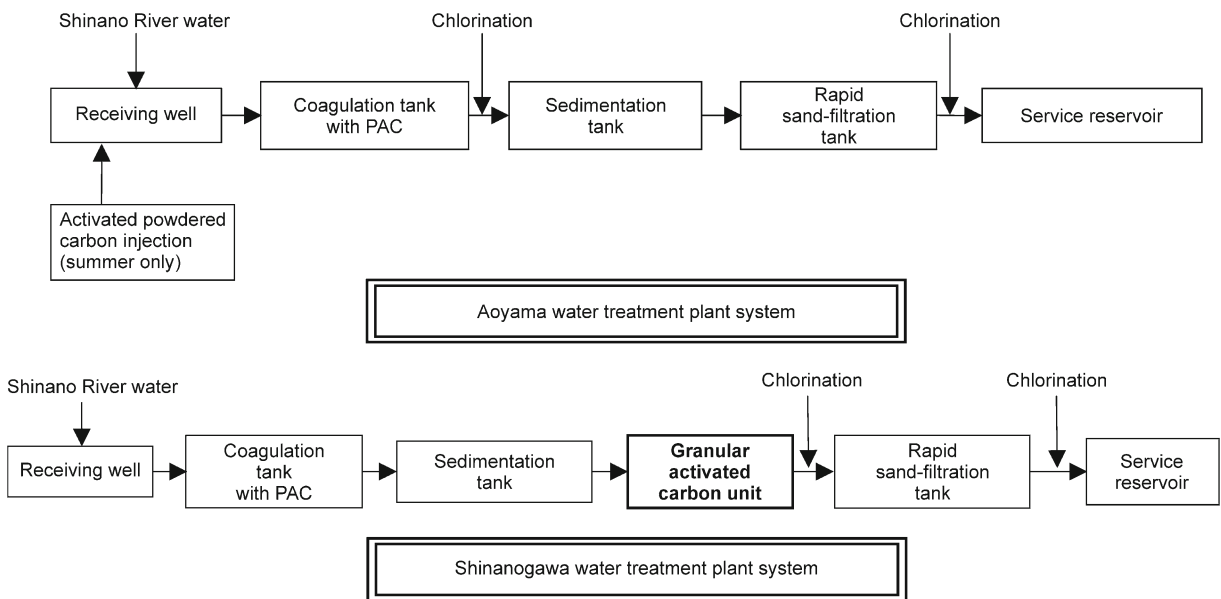 Shinano River water
Chlorination
Chlorination
Receiving well
Coagulation tank
with PAC
Sedimentation
tank
Rapid
sand-filtration
tank
Service reservoir
Activated powdered
carbon injection
(summer only)
Aoyama water treatment plant system
Shinano River water
Chlorination
Chlorination
Receiving well
Coagulation
tank
with PAC
Sedimentation
tank
Granular
activated
carbon unit
Rapid
sand-filtration
tank
Service
reservoir
Shinanogawa water treatment plant system